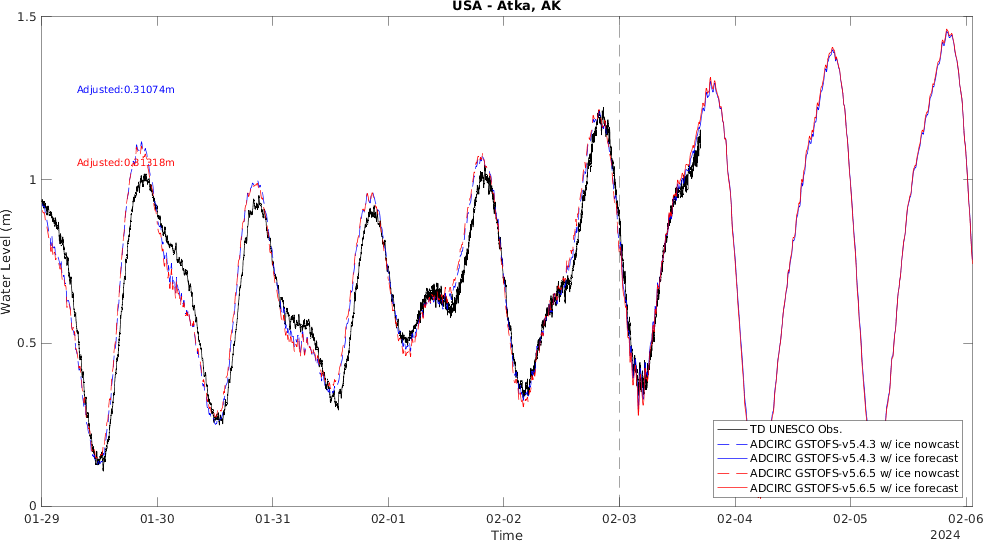 USA - Atka, AK
Water Level (m)
1.5
1
0.5
0
Adjusted:0.31074m
Adjusted:0.31318m
TD UNESCO Obs.
ADCIRC GSTOFS-v5.4.3 w/ ice nowcast
ADCIRC GSTOFS-v5.4.3 w/ ice forecast
ADCIRC GSTOFS-v5.6.5 w/ ice nowcast
ADCIRC GSTOFS-v5.6.5 w/ ice forecast
01-29 01-30 01-31 02-01 02-02 02-03 02-04 02-05 02-06
Time
2024